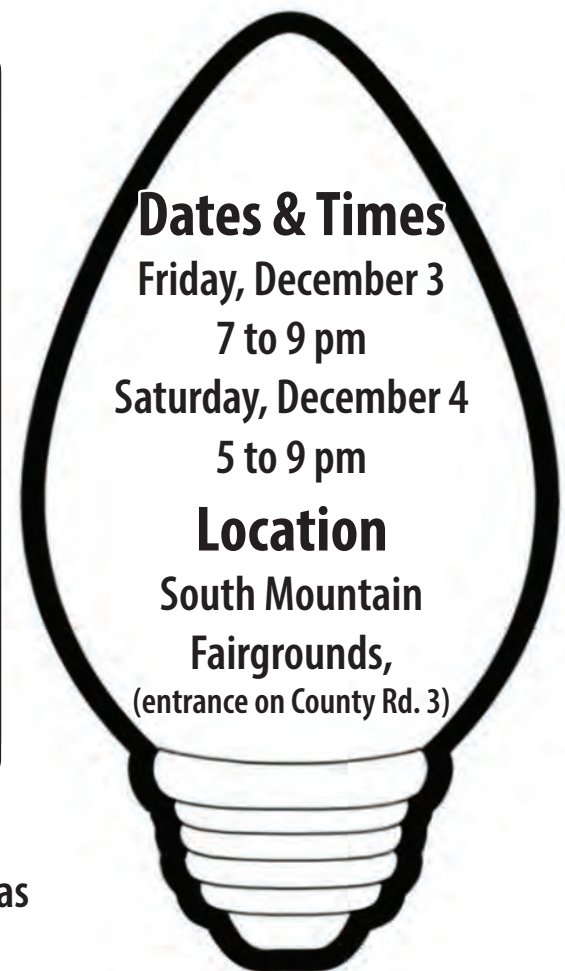 Dates & Times
Friday, December 3
7 to 9 pm
Saturday, December 4
5 to 9 pm
Location
South Mountain
Fairgrounds,
(entrance on County Rd. 3)
as